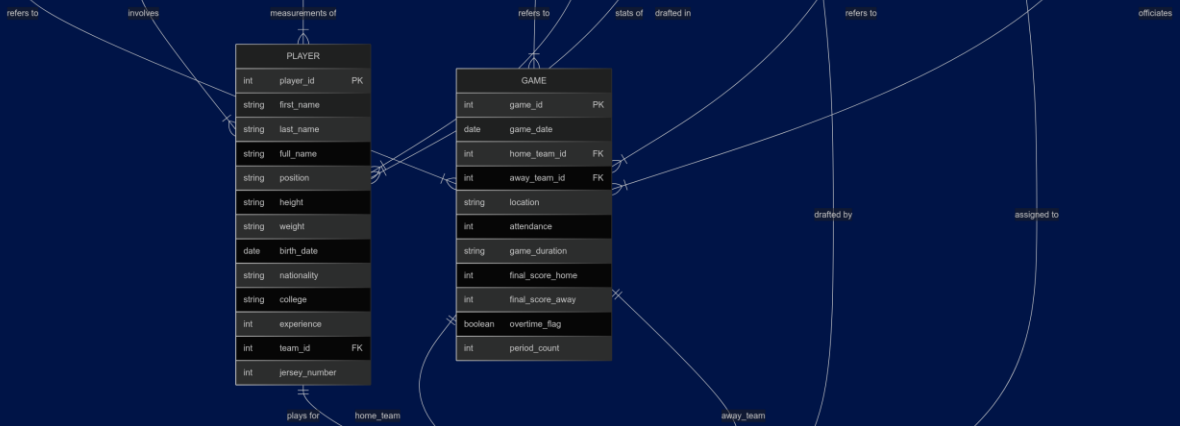 refers to
involves
measurements of
refers to
stats of
drafted in
refers to
officiates
PLAYER
int player_id PK
string first_name
string last_name
string full_name
string position
string height
string weight
date birth_date
string nationality
string college
int experience
int team_id FK
int jersey_number
GAME
int game_id PK
date game_date
int home_team_id FK
int away_team_id FK
string location
int attendance
string game_duration
int final_score_home
int final_score_away
boolean overtime_flag
int period_count
drafted by
assigned to
plays for
home_team
away_team